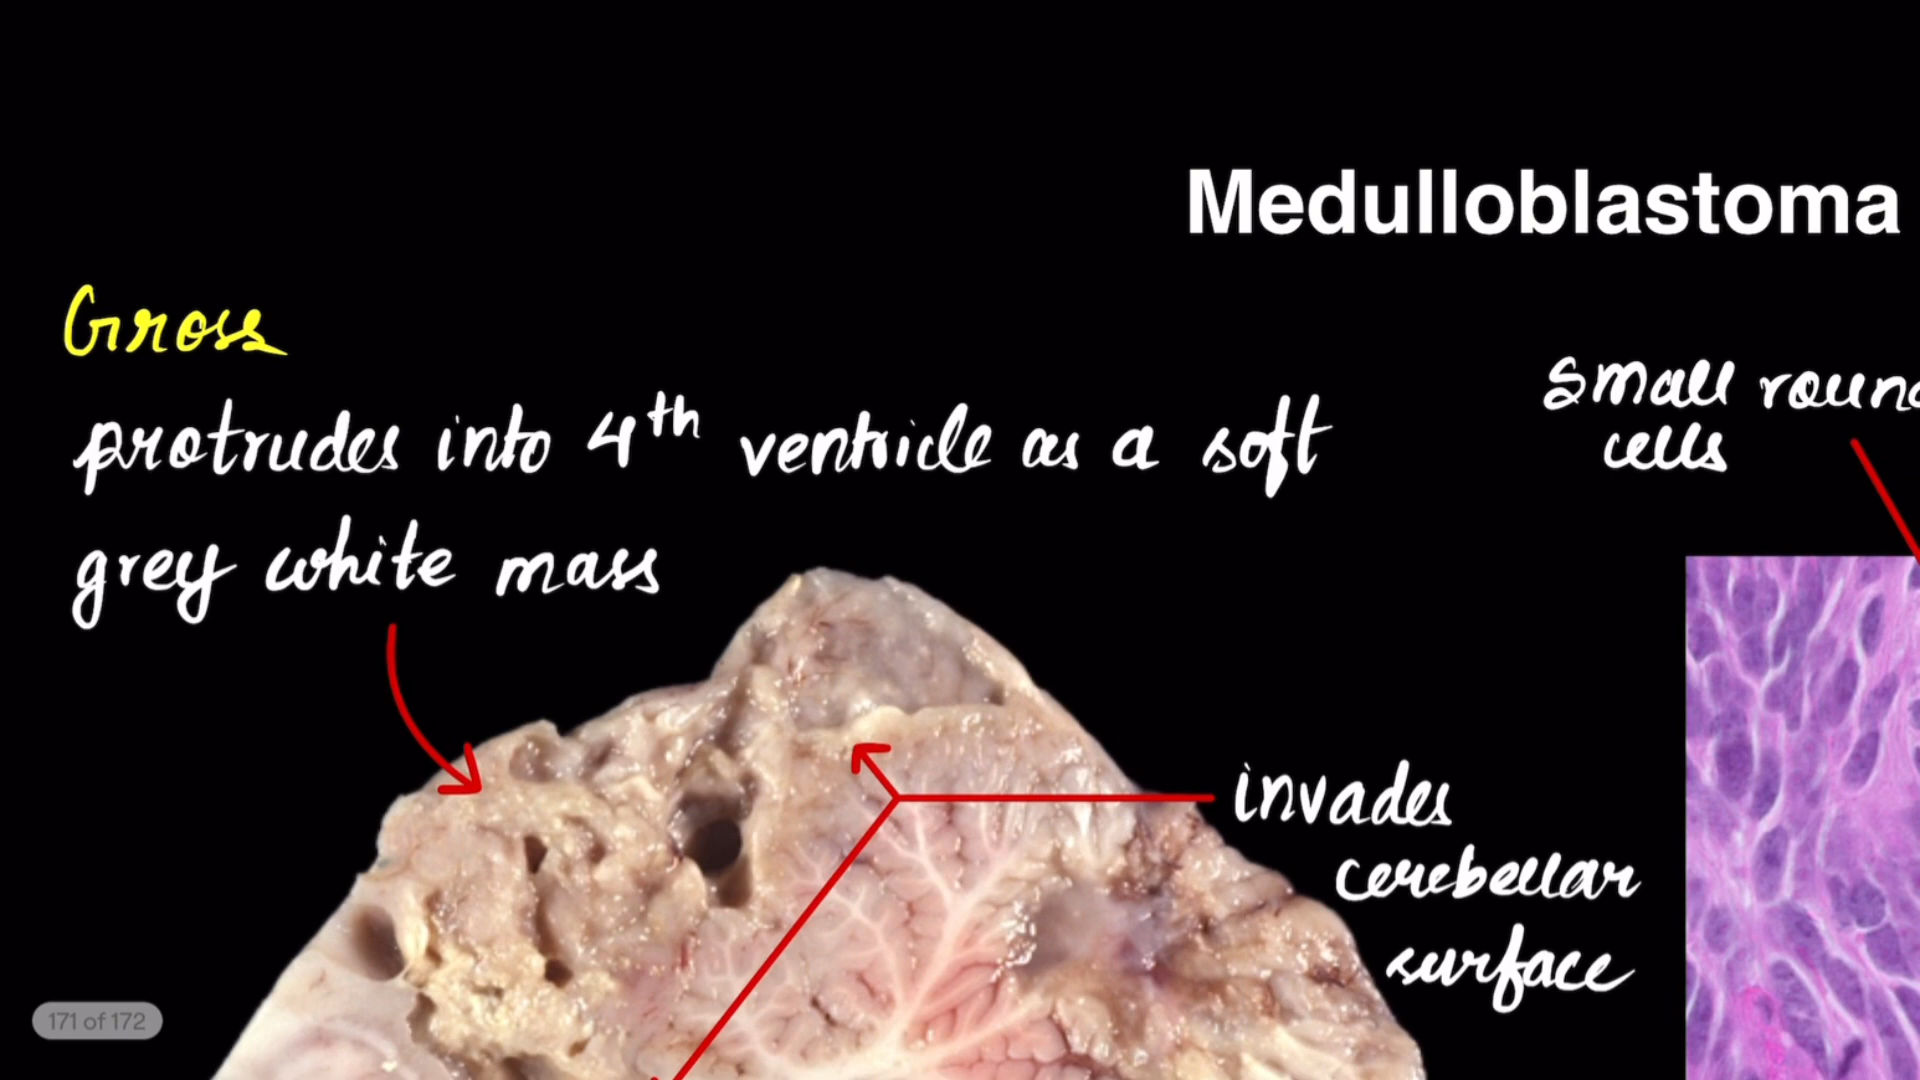 Medulloblastoma
Gross
protrudes into 4th ventricle as a soft
grey white mass
small round
cells
invades
cerebellar
surface
171 of 172